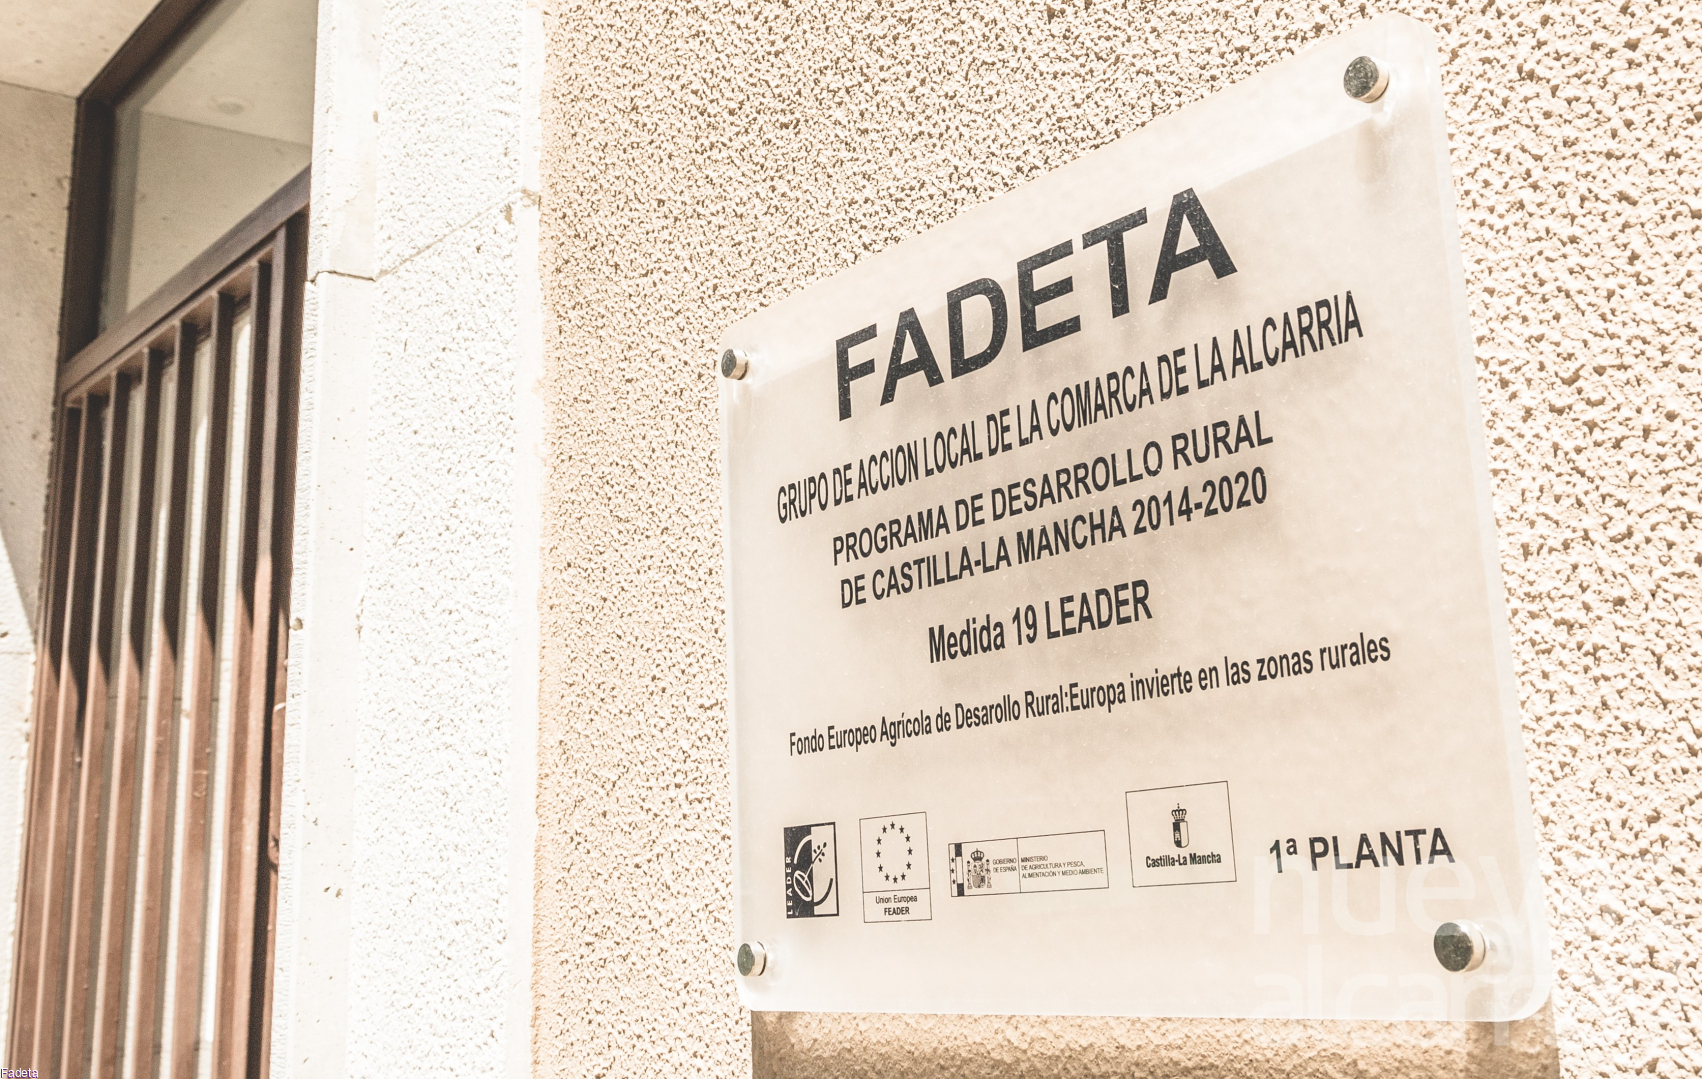 FADETA
GRUPO DE ACCION LOCAL DE LA COMARCA DE LA ALCARRIA
PROGRAMA DE DESARROLLO RURAL
DE CASTILLA-LA MANCHA 2014-2020
Medida 19 LEADER
Fondo Europeo Agrícola de Desarollo Rural:Europa invierte en las zonas rurales
LEADER
Union Europea
FEADER
GOBIERNO
DE ESPAÑA
MINISTERIO
DE AGRICULTURA Y PESCA,
ALIMENTACIÓN Y MEDIO AMBIENTE
Castilla-La Mancha
1ª PLANTA
Fadeta